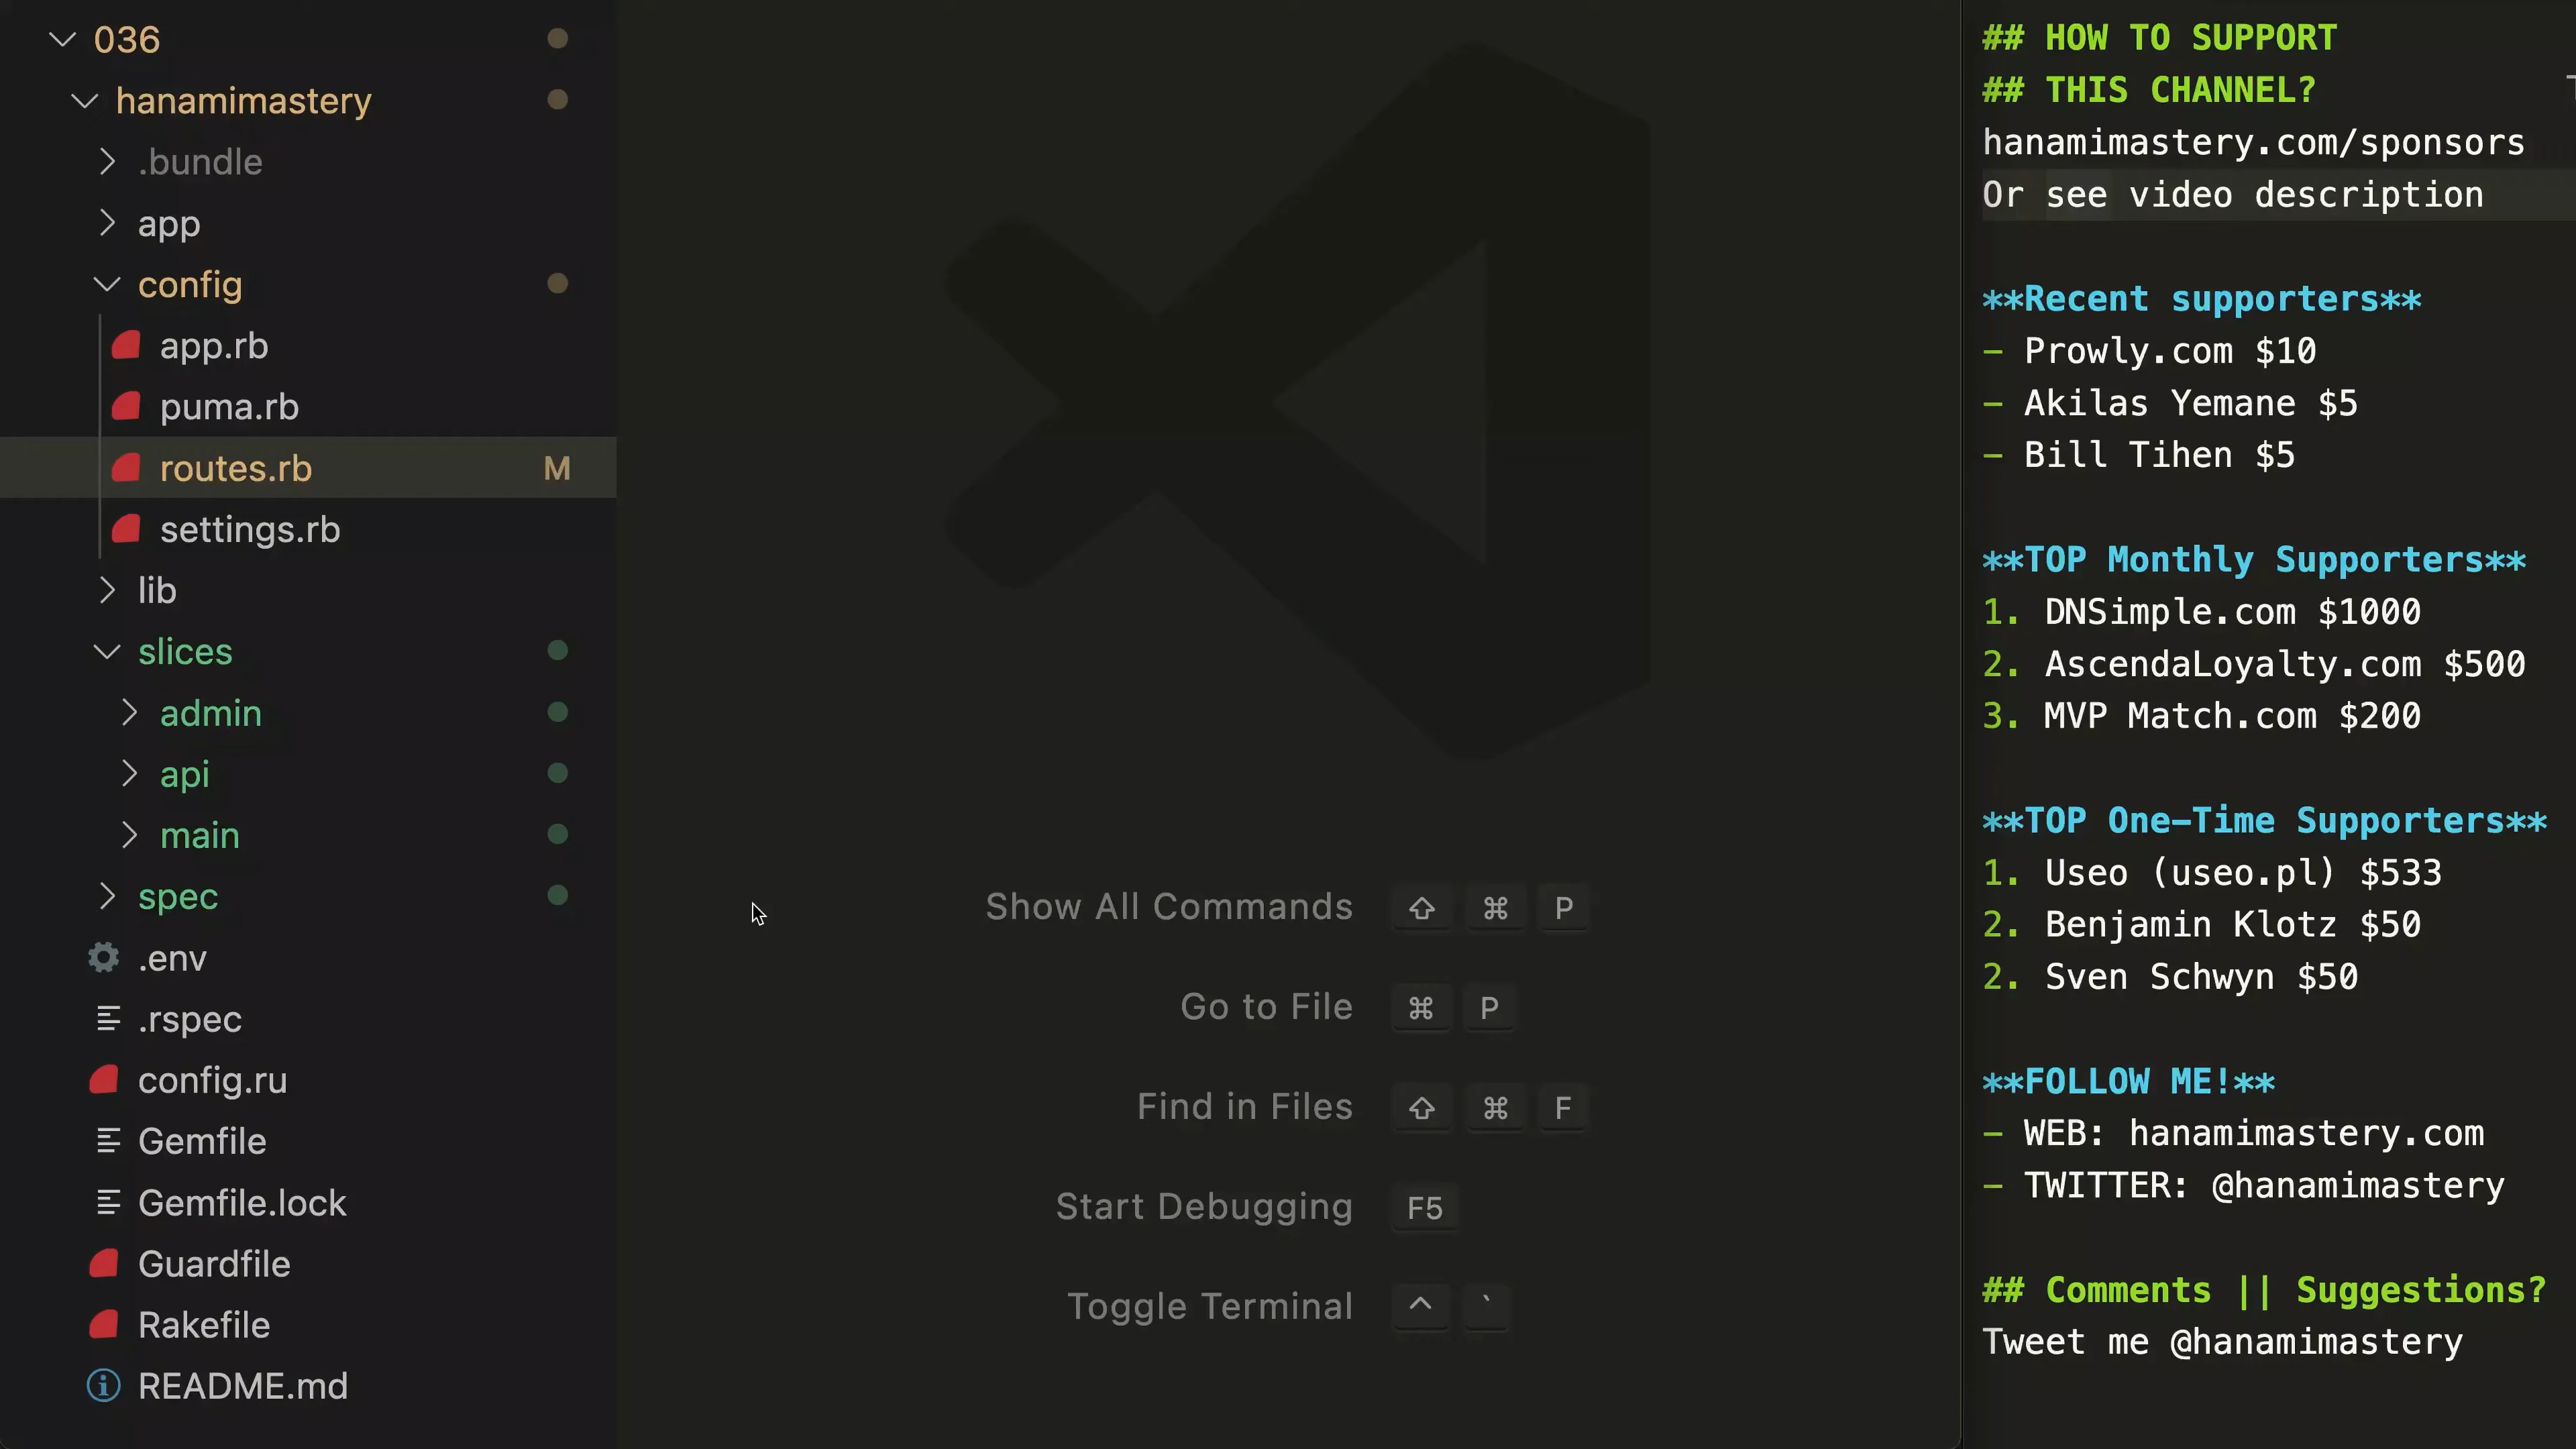 036
hanamimastery
.bundle
app
config
app.rb
puma.rb
routes.rb M
settings.rb
lib
slices
admin
api
main
spec
.env
.rspec
config.ru
Gemfile
Gemfile.lock
Guardfile
Rakefile
README.md
Show All Commands ⇧ ⌘ P
Go to File ⌘ P
Find in Files ⇧ ⌘ F
Start Debugging F5
Toggle Terminal ^ `
## HOW TO SUPPORT
## THIS CHANNEL?
hanamimastery.com/sponsors
Or see video description
**Recent supporters**
- Prowly.com $10
- Akilas Yemane $5
- Bill Tihen $5
**TOP Monthly Supporters**
1. DNSimple.com $1000
2. AscendaLoyalty.com $500
3. MVP Match.com $200
**TOP One-Time Supporters**
1. Useo (useo.pl) $533
2. Benjamin Klotz $50
2. Sven Schwyn $50
**FOLLOW ME!**
- WEB: hanamimastery.com
- TWITTER: @hanamimastery
## Comments || Suggestions?
Tweet me @hanamimastery